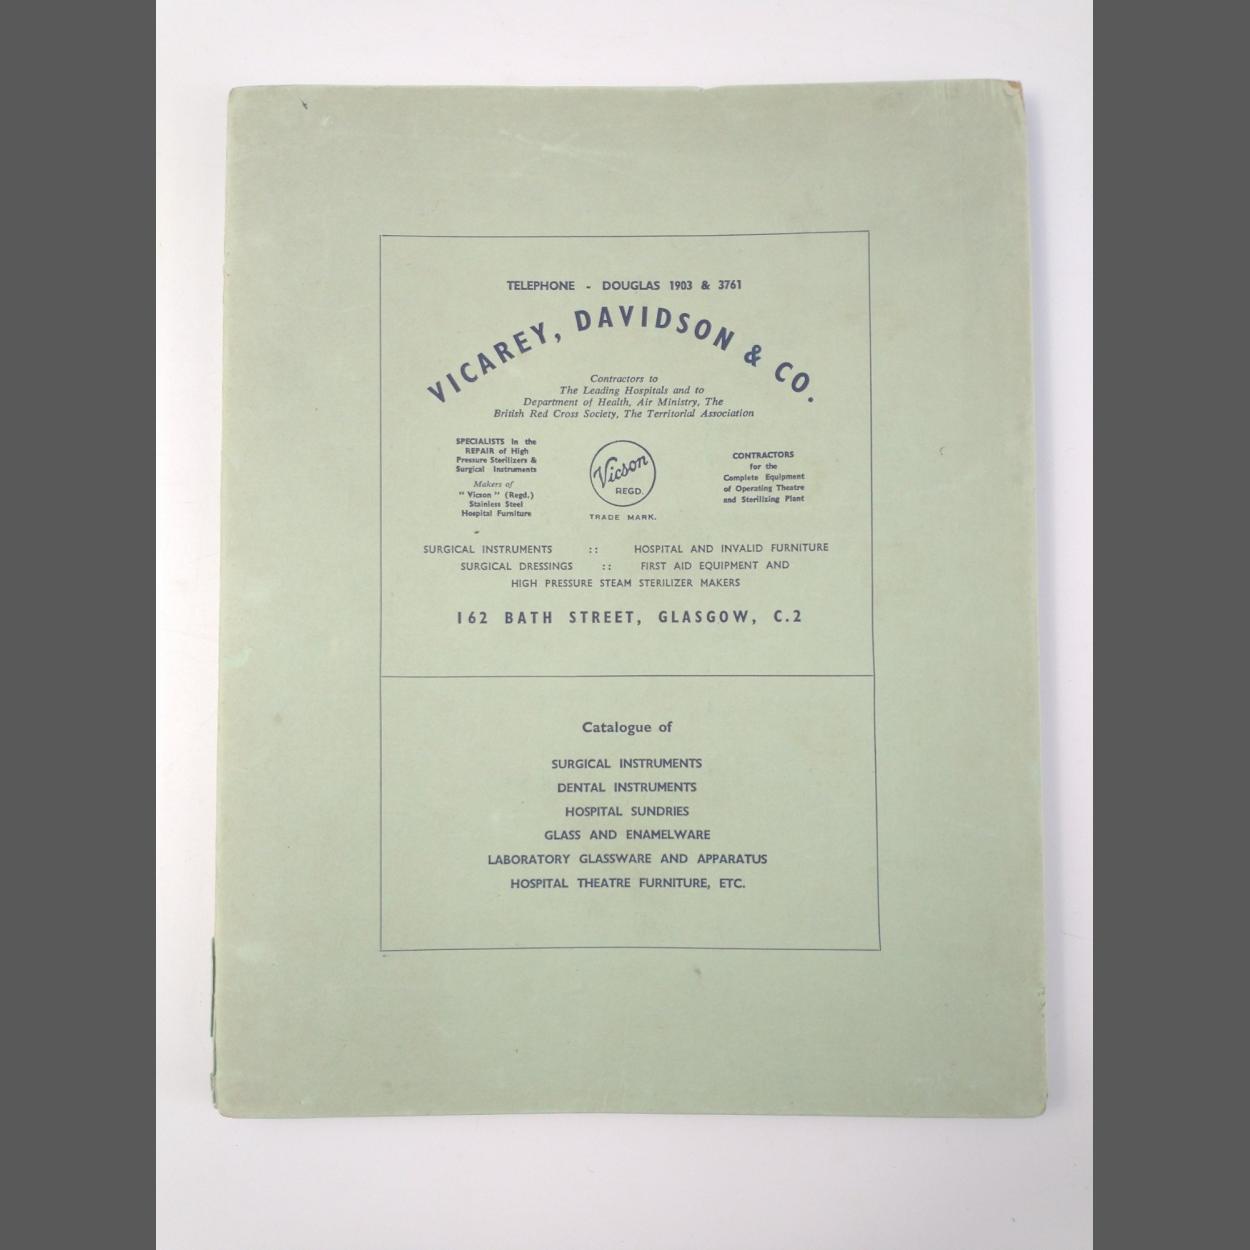 TELEPHONE - DOUGLAS 1903 & 3761
VICAREY, DAVIDSON & CO.
Contractors to
The Leading Hospitals and to
Department of Health, Air Ministry, The
British Red Cross Society, The Territorial Association
SPECIALISTS in the
REPAIR of High
Pressure Sterilizers &
Surgical Instruments
Makers of
"Vicson" (Regd.)
Stainless Steel
Hospital Furniture
Vicson
REGD.
TRADE MARK.
CONTRACTORS
for the
Complete Equipment
of Operating Theatre
and Sterilizing Plant
SURGICAL INSTRUMENTS :: HOSPITAL AND INVALID FURNITURE
SURGICAL DRESSINGS :: FIRST AID EQUIPMENT AND
HIGH PRESSURE STEAM STERILIZER MAKERS
162 BATH STREET, GLASGOW, C.2
Catalogue of
SURGICAL INSTRUMENTS
DENTAL INSTRUMENTS
HOSPITAL SUNDRIES
GLASS AND ENAMELWARE
LABORATORY GLASSWARE AND APPARATUS
HOSPITAL THEATRE FURNITURE, ETC.